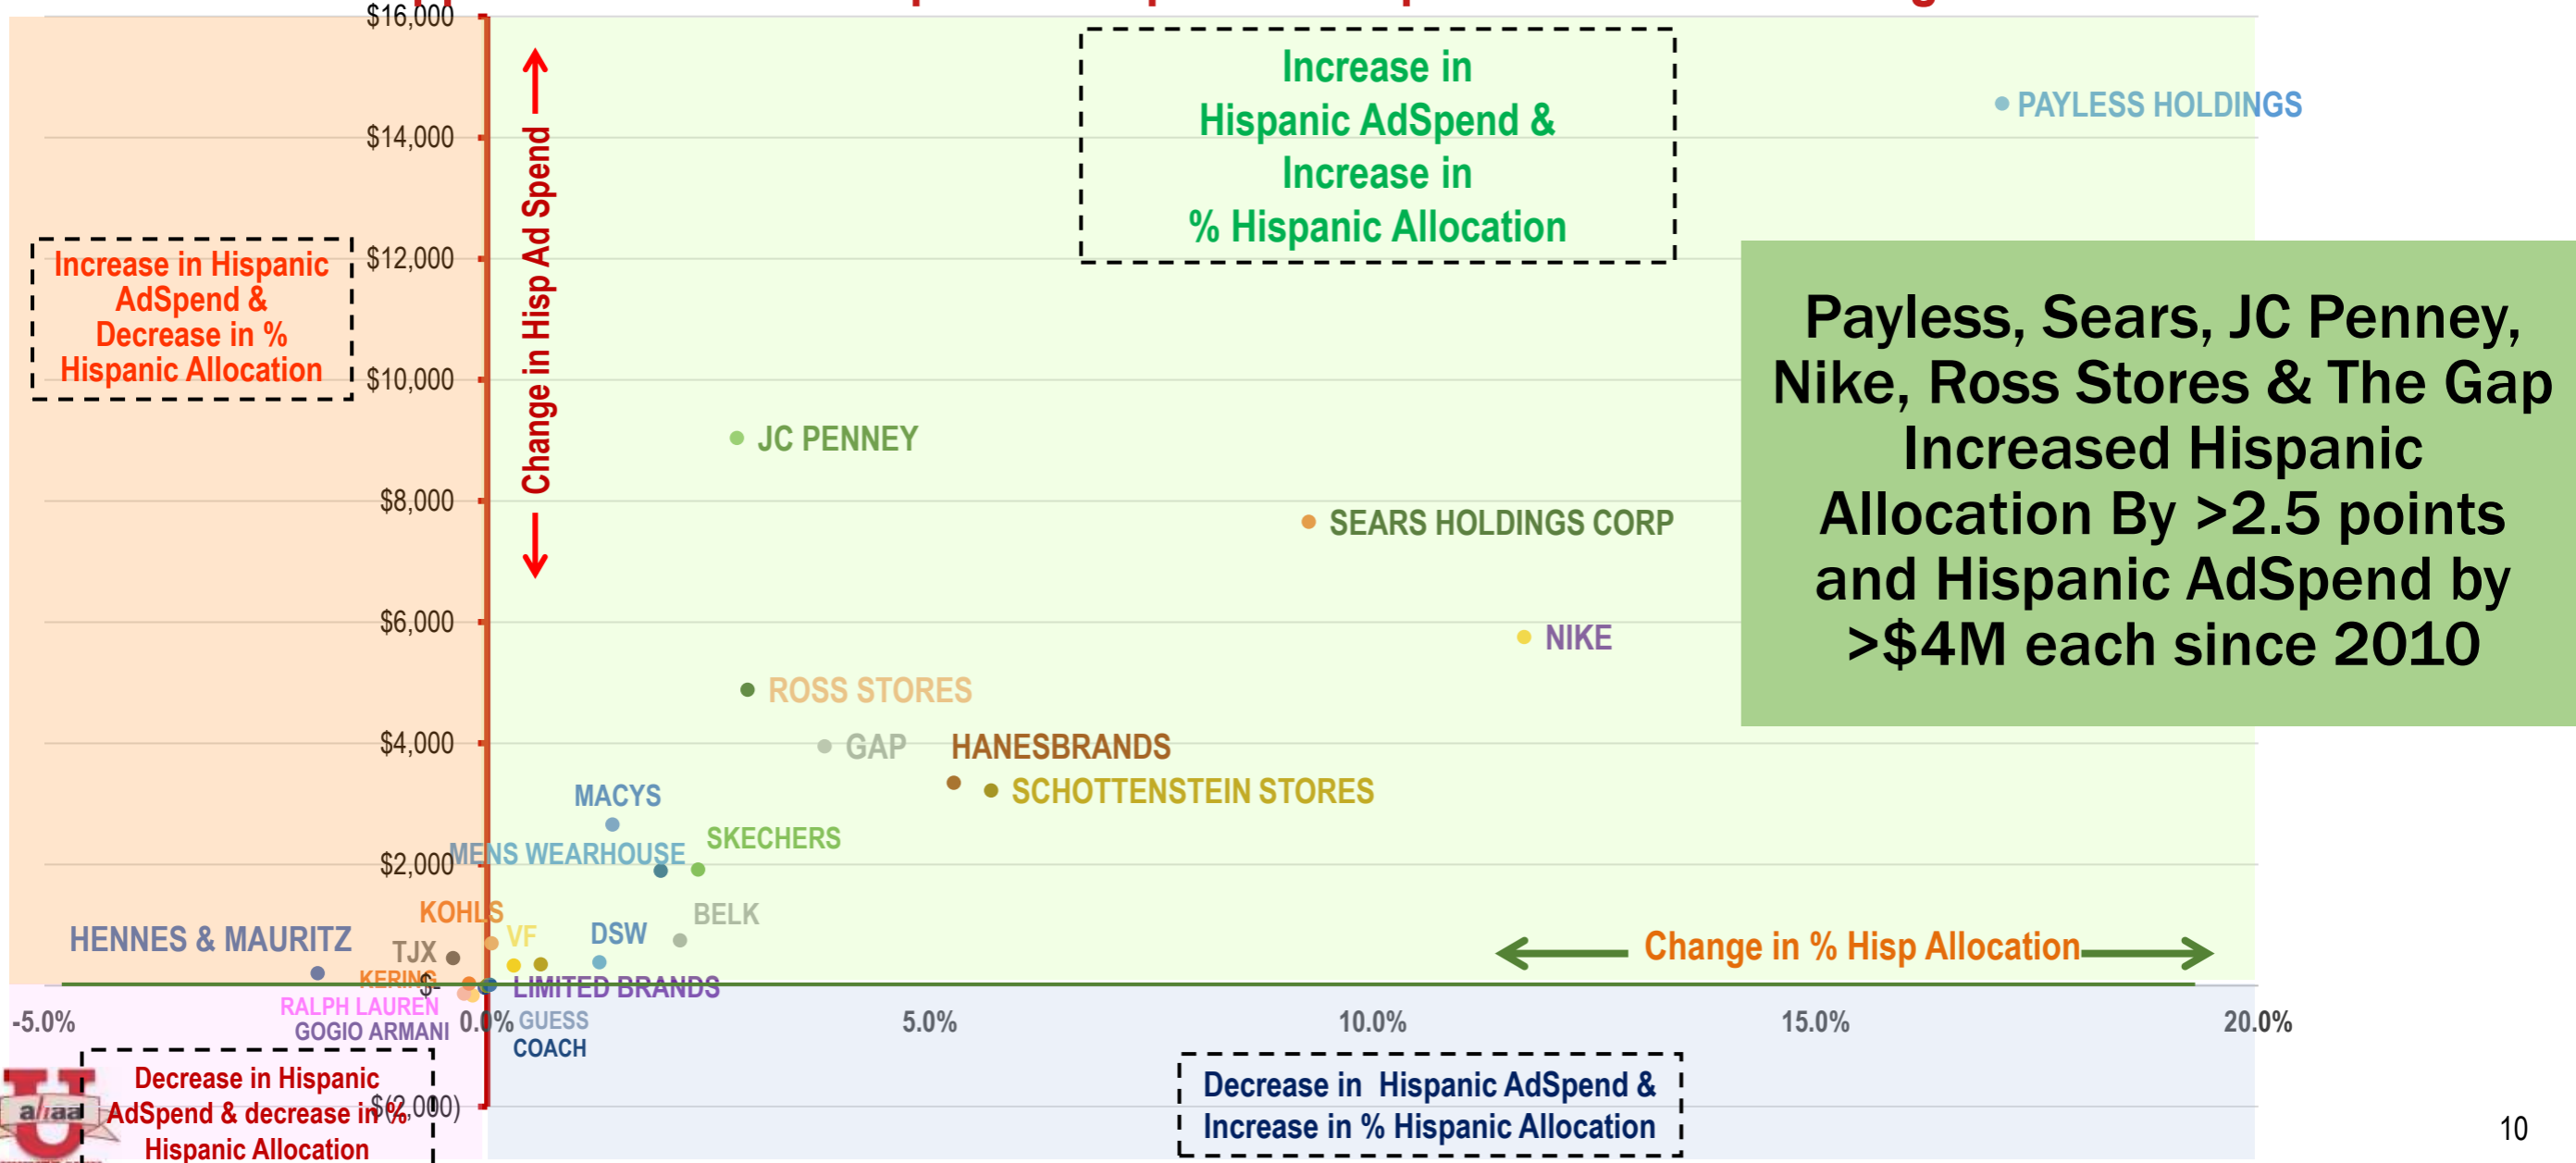 $16,000
$14,000
$12,000
$10,000
$8,000
$6,000
$4,000
$2,000
$-
$(2,000)
Change in Hisp Ad Spend
Increase in
Hispanic AdSpend &
Increase in
% Hispanic Allocation
Increase in Hispanic
AdSpend &
Decrease in %
Hispanic Allocation
PAYLESS HOLDINGS
Payless, Sears, JC Penney,
Nike, Ross Stores & The Gap
Increased Hispanic
Allocation By >2.5 points
and Hispanic AdSpend by
>$4M each since 2010
JC PENNEY
SEARS HOLDINGS CORP
NIKE
ROSS STORES
GAP
HANESBRANDS
SCHOTTENSTEIN STORES
MACYS
SKECHERS
MENS WEARHOUSE
KOHLS
BELK
HENNES & MAURITZ
TJX
VF
DSW
Change in % Hisp Allocation
KERING
LIMITED BRANDS
RALPH LAUREN
GOGIO ARMANI
GUESS
COACH
-5.0%
0.0%
5.0%
10.0%
15.0%
20.0%
Decrease in Hispanic
AdSpend & decrease in %
Hispanic Allocation
Decrease in Hispanic AdSpend &
Increase in % Hispanic Allocation
U
ahaa
10